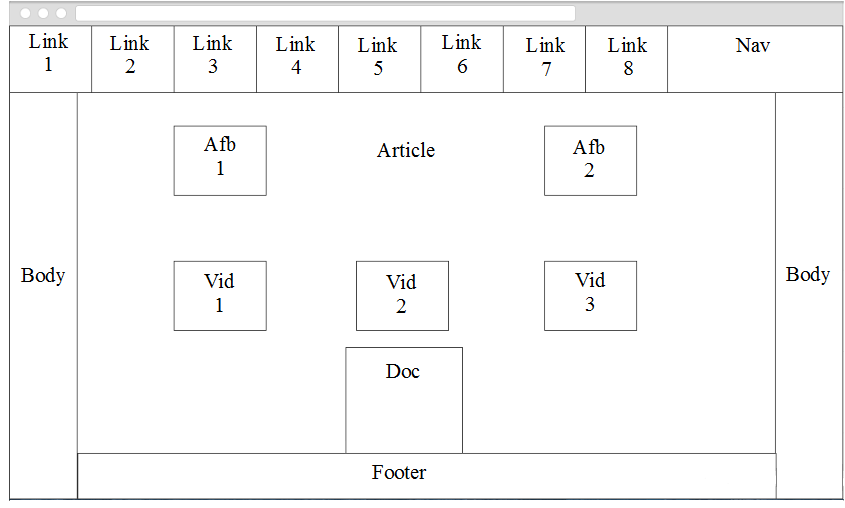 Link
1
Link
2
Link
3
Link
4
Link
5
Link
6
Link
7
Link
8
Nav
Afb
1
Article
Afb
2
Body
Vid
1
Vid
2
Vid
3
Body
Doc
Footer